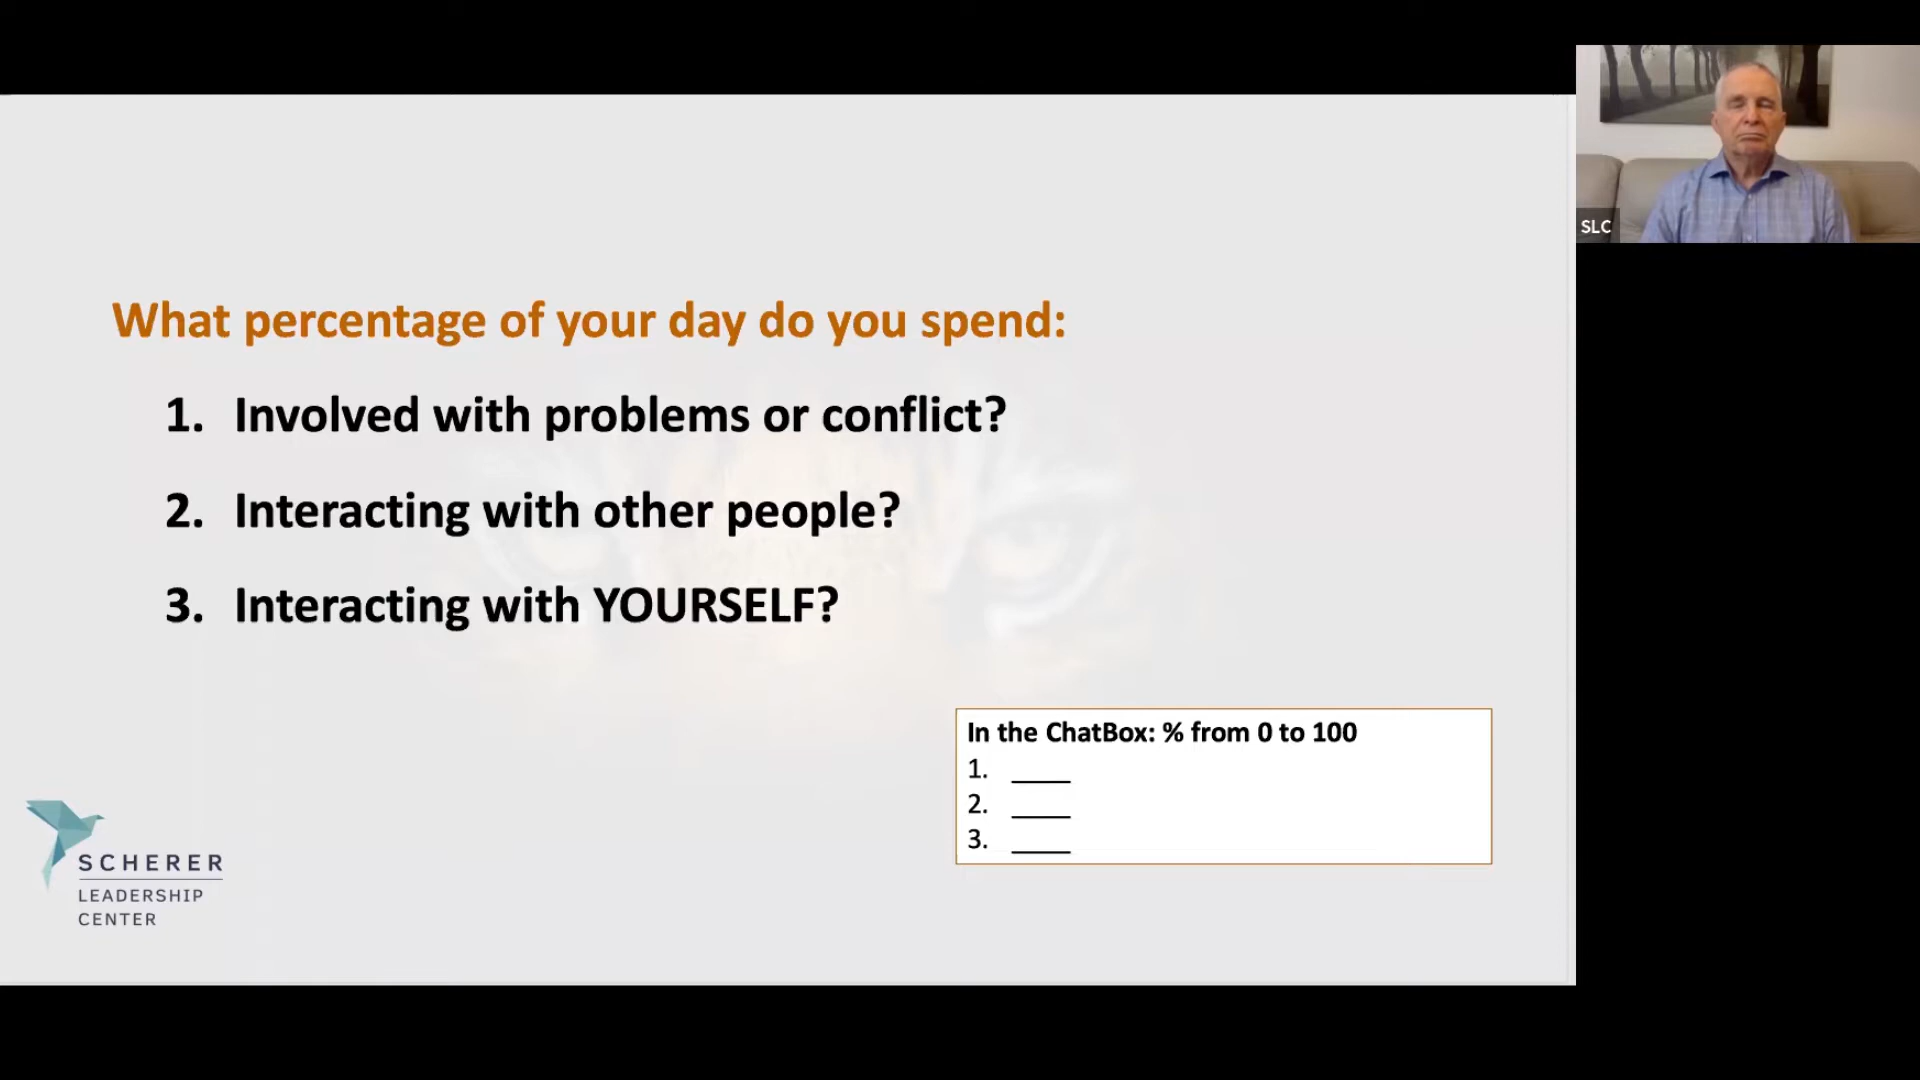 What percentage of your day do you spend:
1. Involved with problems or conflict?
2. Interacting with other people?
3. Interacting with YOURSELF?
In the ChatBox: % from 0 to 100
1. ____
2. ____
3. ____
SCHERER
LEADERSHIP
CENTER
SLC